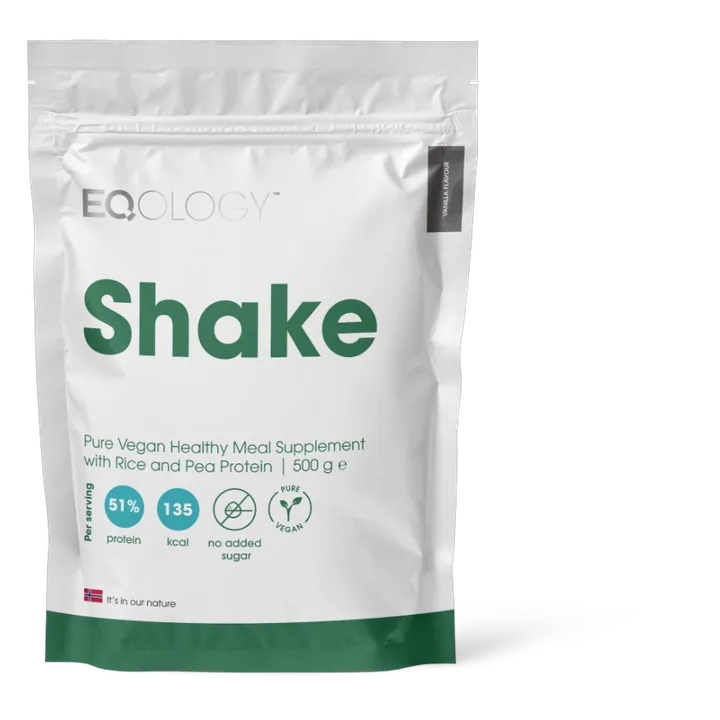 EQOLOGY™
VANILLA FLAVOUR
Shake
Pure Vegan Healthy Meal Supplement
with Rice and Pea Protein | 500 g ℮
Per serving
51%
protein
135
kcal
no added
sugar
PURE
VEGAN
it's in our nature